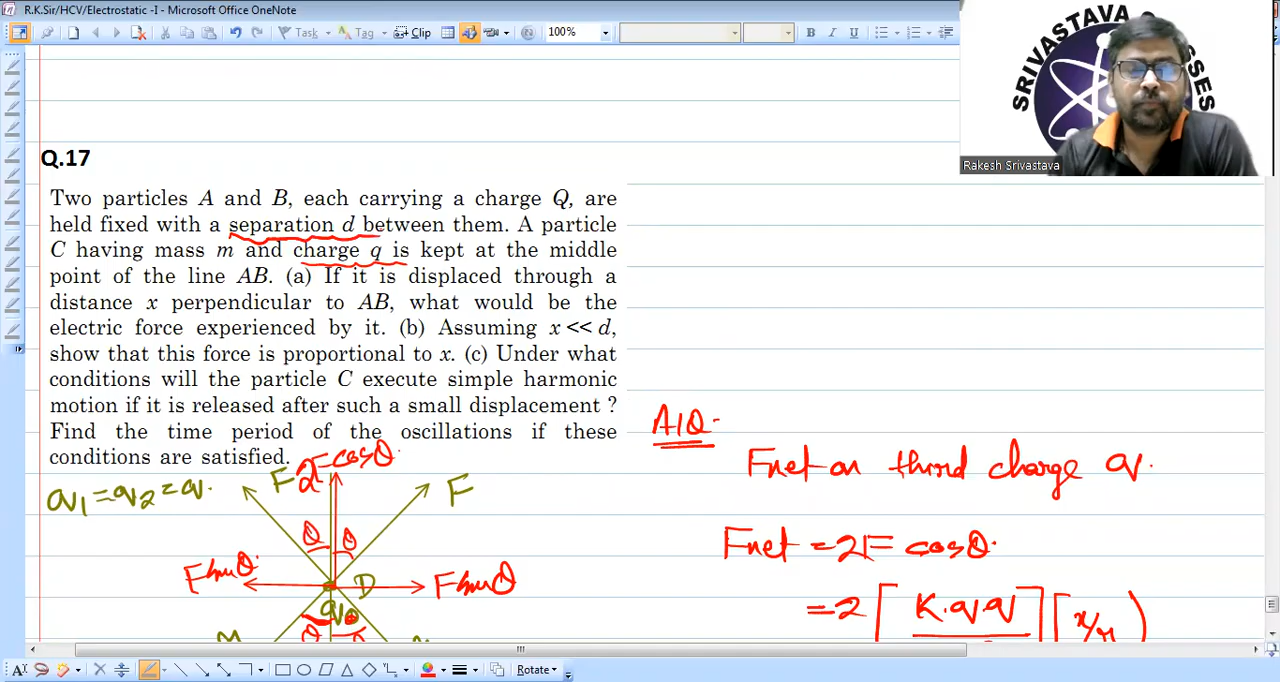 R.K.Sir/HCV/Electrostatic -I - Microsoft Office OneNote
Task Tag Clip 100% B I U
SRIVASTAVA CLASSES
Rakesh Srivastava
Q.17
Two particles A and B, each carrying a charge Q, are
held fixed with a separation d between them. A particle
C having mass m and charge q is kept at the middle
point of the line AB. (a) If it is displaced through a
distance x perpendicular to AB, what would be the
electric force experienced by it. (b) Assuming x << d,
show that this force is proportional to x. (c) Under what
conditions will the particle C execute simple harmonic
motion if it is released after such a small displacement ?
Find the time period of the oscillations if these
conditions are satisfied.
A/Q.
Fnet on third charge q.
2Fcosθ
q1 = q2 = q.
F
F
Fnet = 2F cosθ.
θ θ
Fsinθ
D
Fsinθ
= 2 [ K.q q ] [ x/r )
q
θ
Rotate